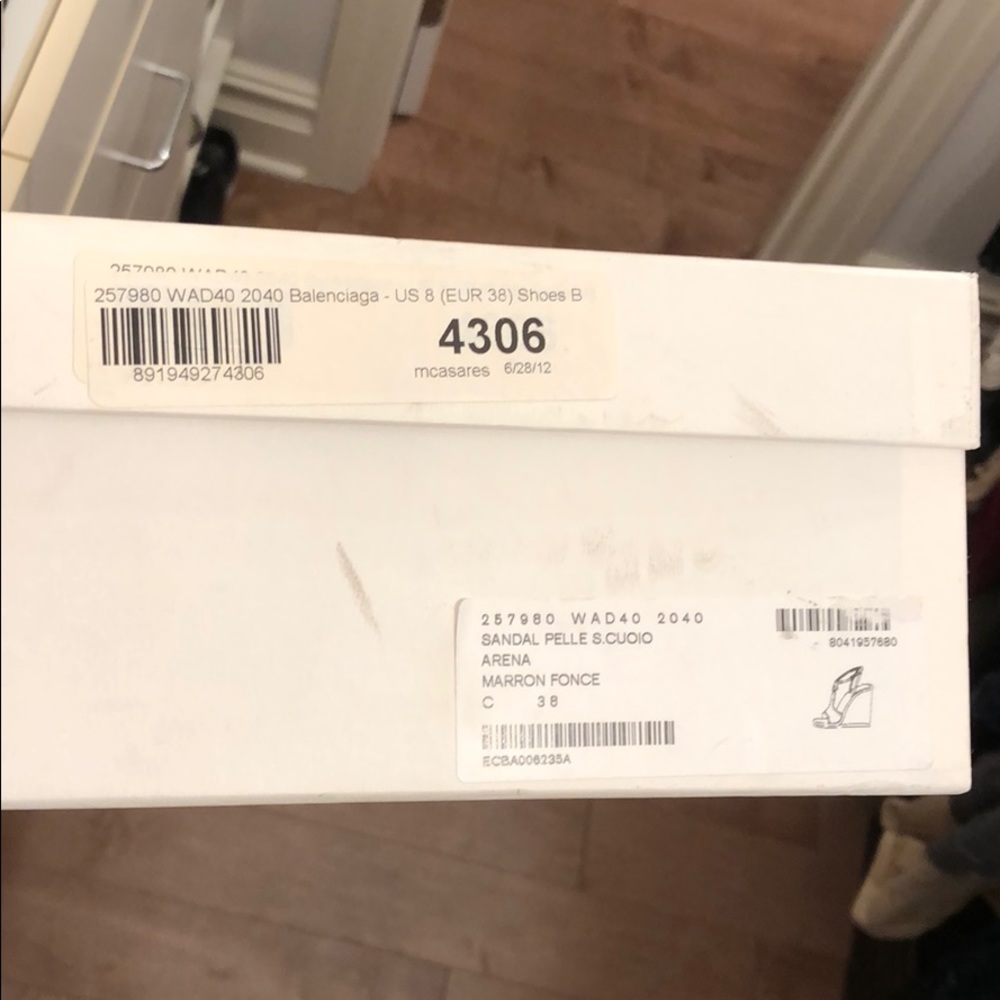 257980 WAD40 2040 Balenciaga - US 8 (EUR 38) Shoes B
4306
891949274306
mcasares 6/28/12
257980 WAD40 2040
8041957680
SANDAL PELLE S.CUOIO
ARENA
MARRON FONCE
C 38
ECBA006235A